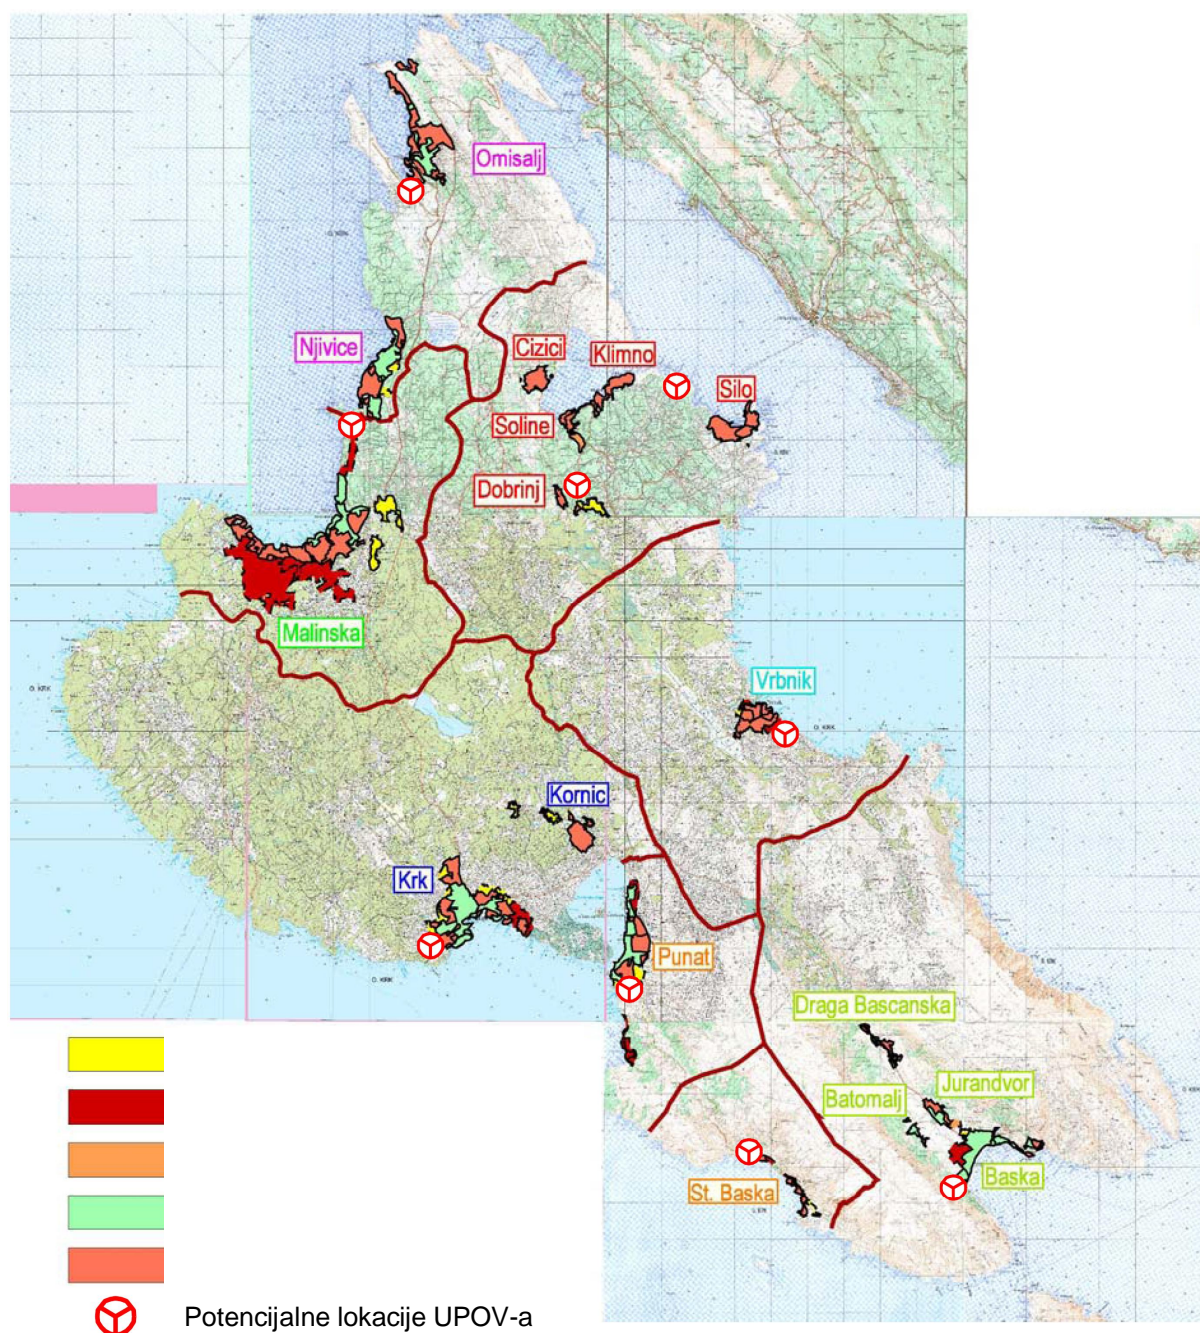 Omisalj
Njivice
Cizici
Klimno
Silo
Soline
Dobrinj
Malinska
Vrbnik
Kornic
Krk
Punat
Draga Bascanska
Jurandvor
Batomalj
Baska
St. Baska
Potencijalne lokacije UPOV-a